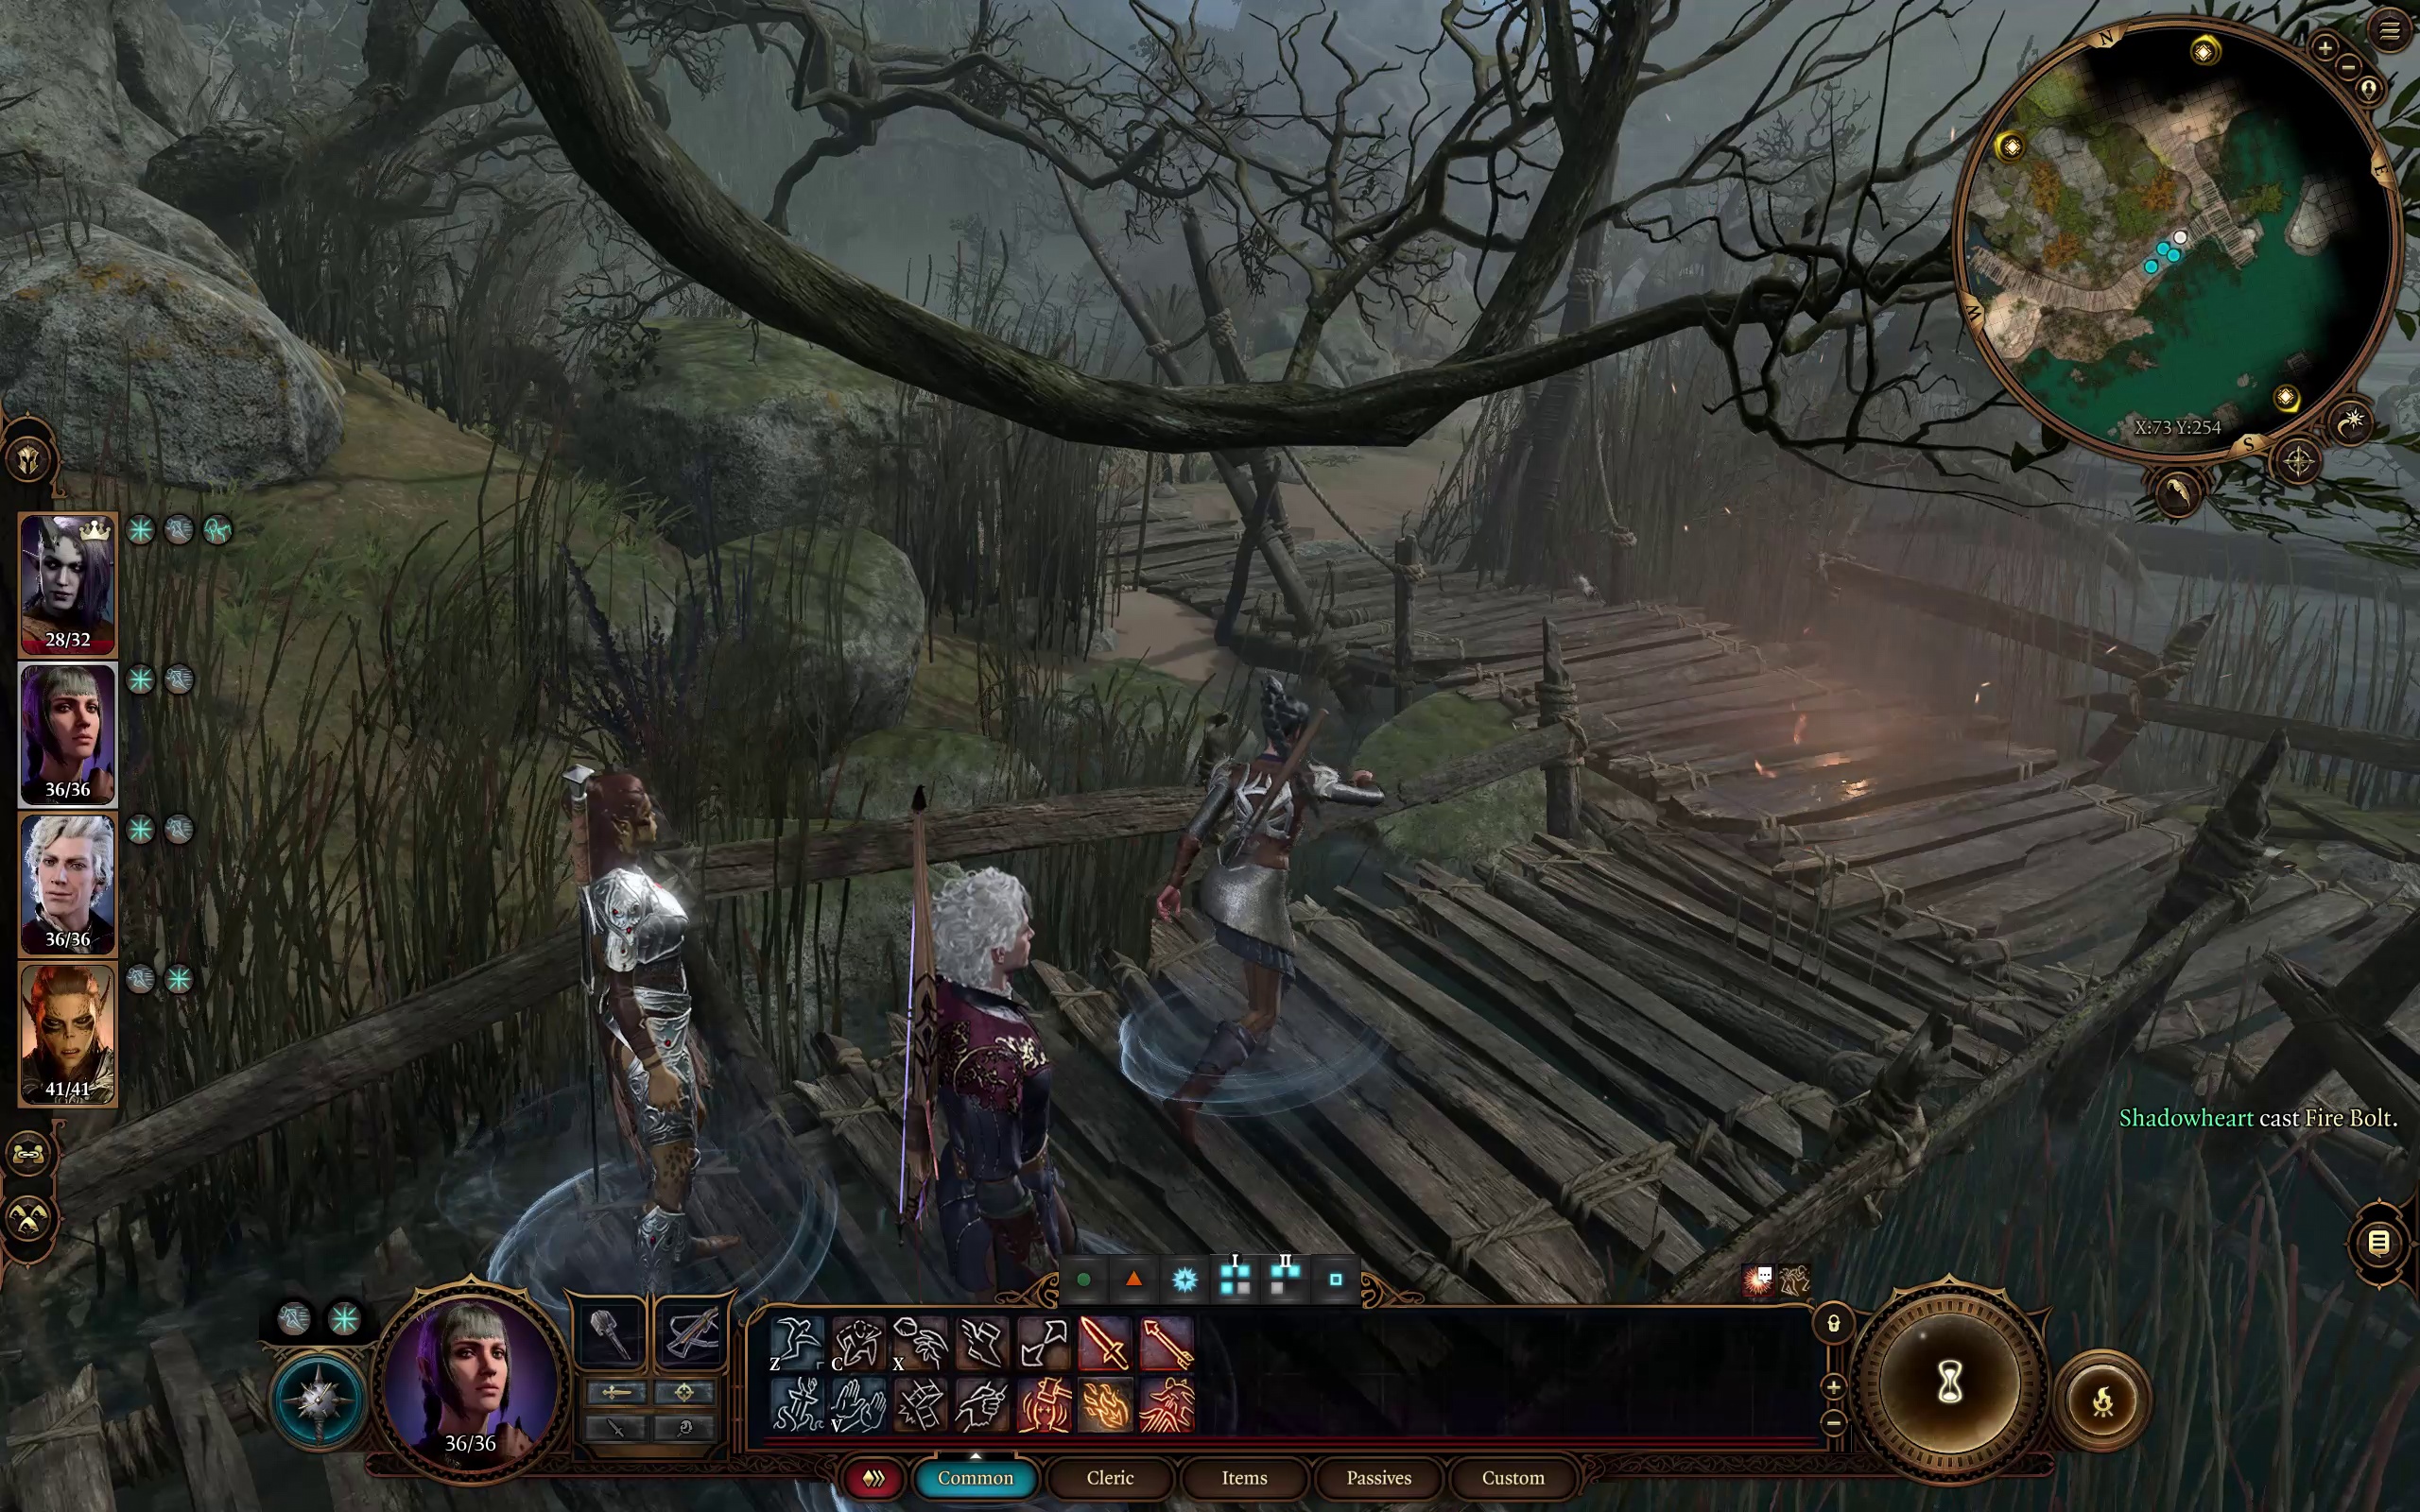 N
E
W
S
X:73 Y:254
28/32
36/36
36/36
41/41
Shadowheart cast Fire Bolt.
I II
Z C X
V
36/36
Common Cleric Items Passives Custom